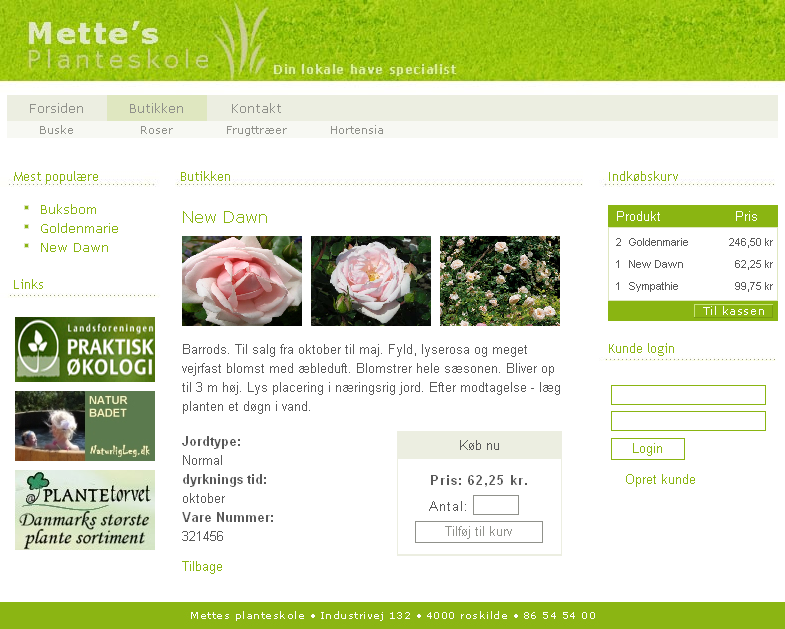 Mette's
Planteskole
Din lokale have specialist
Forsiden Butikken Kontakt
Buske Roser Frugttræer Hortensia
Mest populære
Buksbom
Goldenmarie
New Dawn
Links
Landsforeningen
PRAKTISK
ØKOLOGI
NATUR
BADET
NaturligLeg.dk
PLANTEtorvet
Danmarks største
plante sortiment
Butikken
New Dawn
Barrods. Til salg fra oktober til maj. Fyld, lyserosa og meget
vejrfast blomst med æbleduft. Blomstrer hele sæsonen. Bliver op
til 3 m høj. Lys placering i næringsrig jord. Efter modtagelse - læg
planten et døgn i vand.
Jordtype:
Normal
dyrknings tid:
oktober
Vare Nummer:
321456
Tilbage
Køb nu
Pris: 62,25 kr.
Antal:
Tilføj til kurv
Indkøbskurv
Produkt Pris
2 Goldenmarie 246,50 kr
1 New Dawn 62,25 kr
1 Sympathie 99,75 kr
Til kassen
Kunde login
Login
Opret kunde
Mettes planteskole • Industrivej 132 • 4000 roskilde • 86 54 54 00